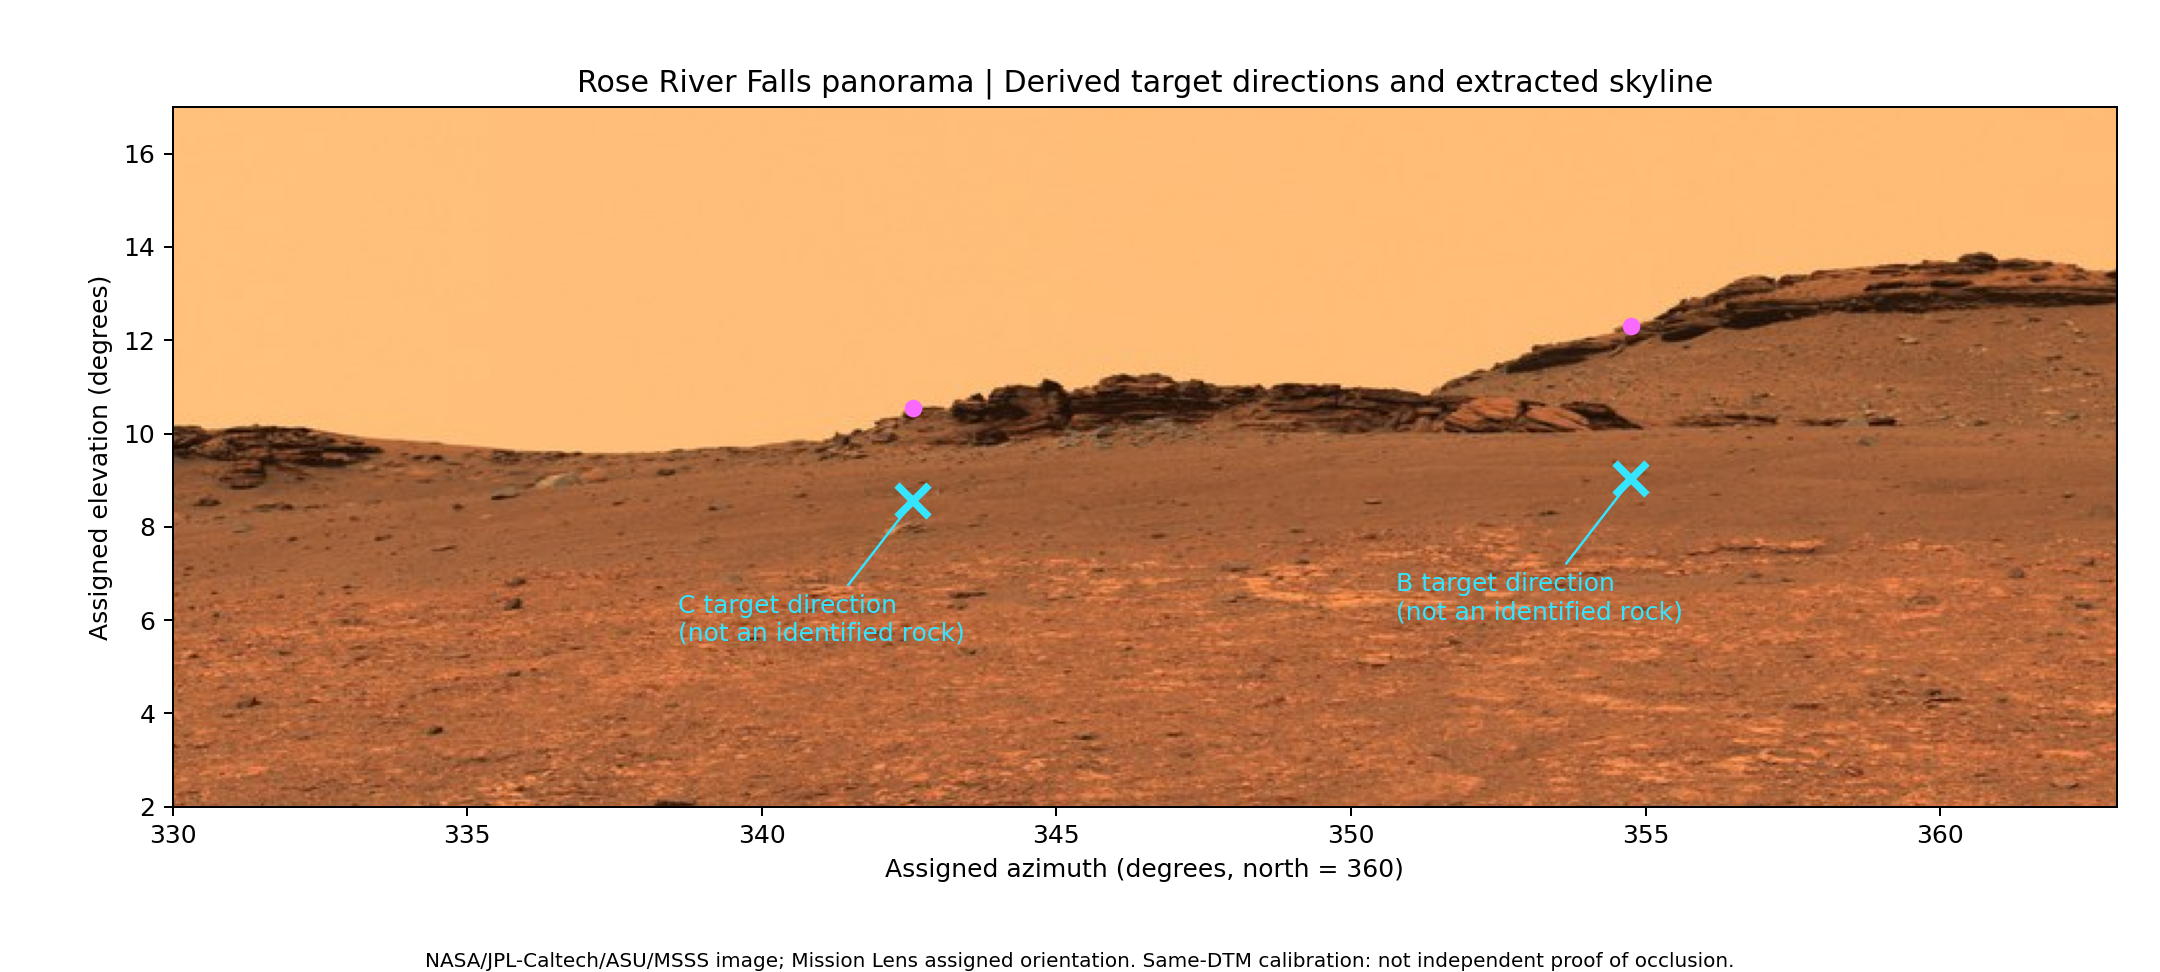 Rose River Falls panorama | Derived target directions and extracted skyline
Assigned elevation (degrees)
16
14
12
10
8
6
4
2
C target direction
(not an identified rock)
B target direction
(not an identified rock)
330
335
340
345
350
355
360
Assigned azimuth (degrees, north = 360)
NASA/JPL-Caltech/ASU/MSSS image; Mission Lens assigned orientation. Same-DTM calibration: not independent proof of occlusion.